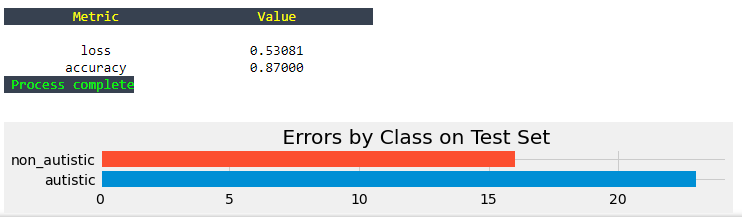 Metric Value
loss 0.53081
accuracy 0.87000
Process complete
Errors by Class on Test Set
non_autistic
autistic
0 5 10 15 20